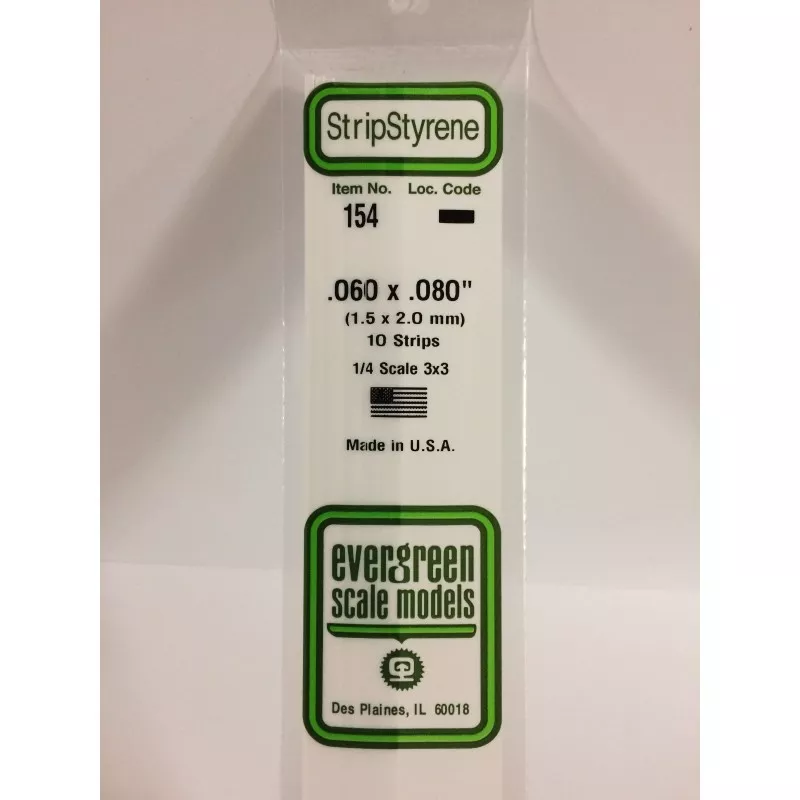 StripStyrene
Item No. Loc. Code
154
.060 x .080"
(1.5 x 2.0 mm)
10 Strips
1/4 Scale 3x3
Made in U.S.A.
evergreen
scale models
Des Plaines, IL 60018